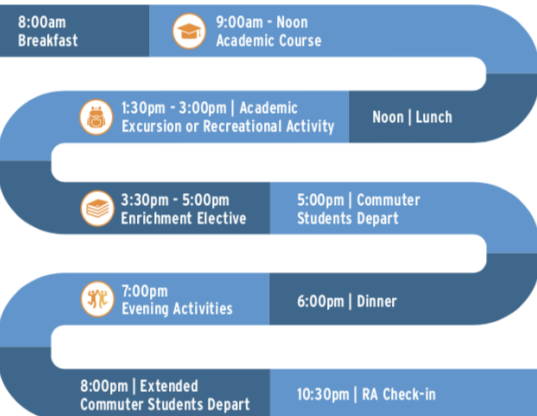 8:00am
Breakfast
9:00am - Noon
Academic Course
Noon | Lunch
1:30pm - 3:00pm | Academic
Excursion or Recreational Activity
3:30pm - 5:00pm
Enrichment Elective
5:00pm | Commuter
Students Depart
6:00pm | Dinner
7:00pm
Evening Activities
8:00pm | Extended
Commuter Students Depart
10:30pm | RA Check-in